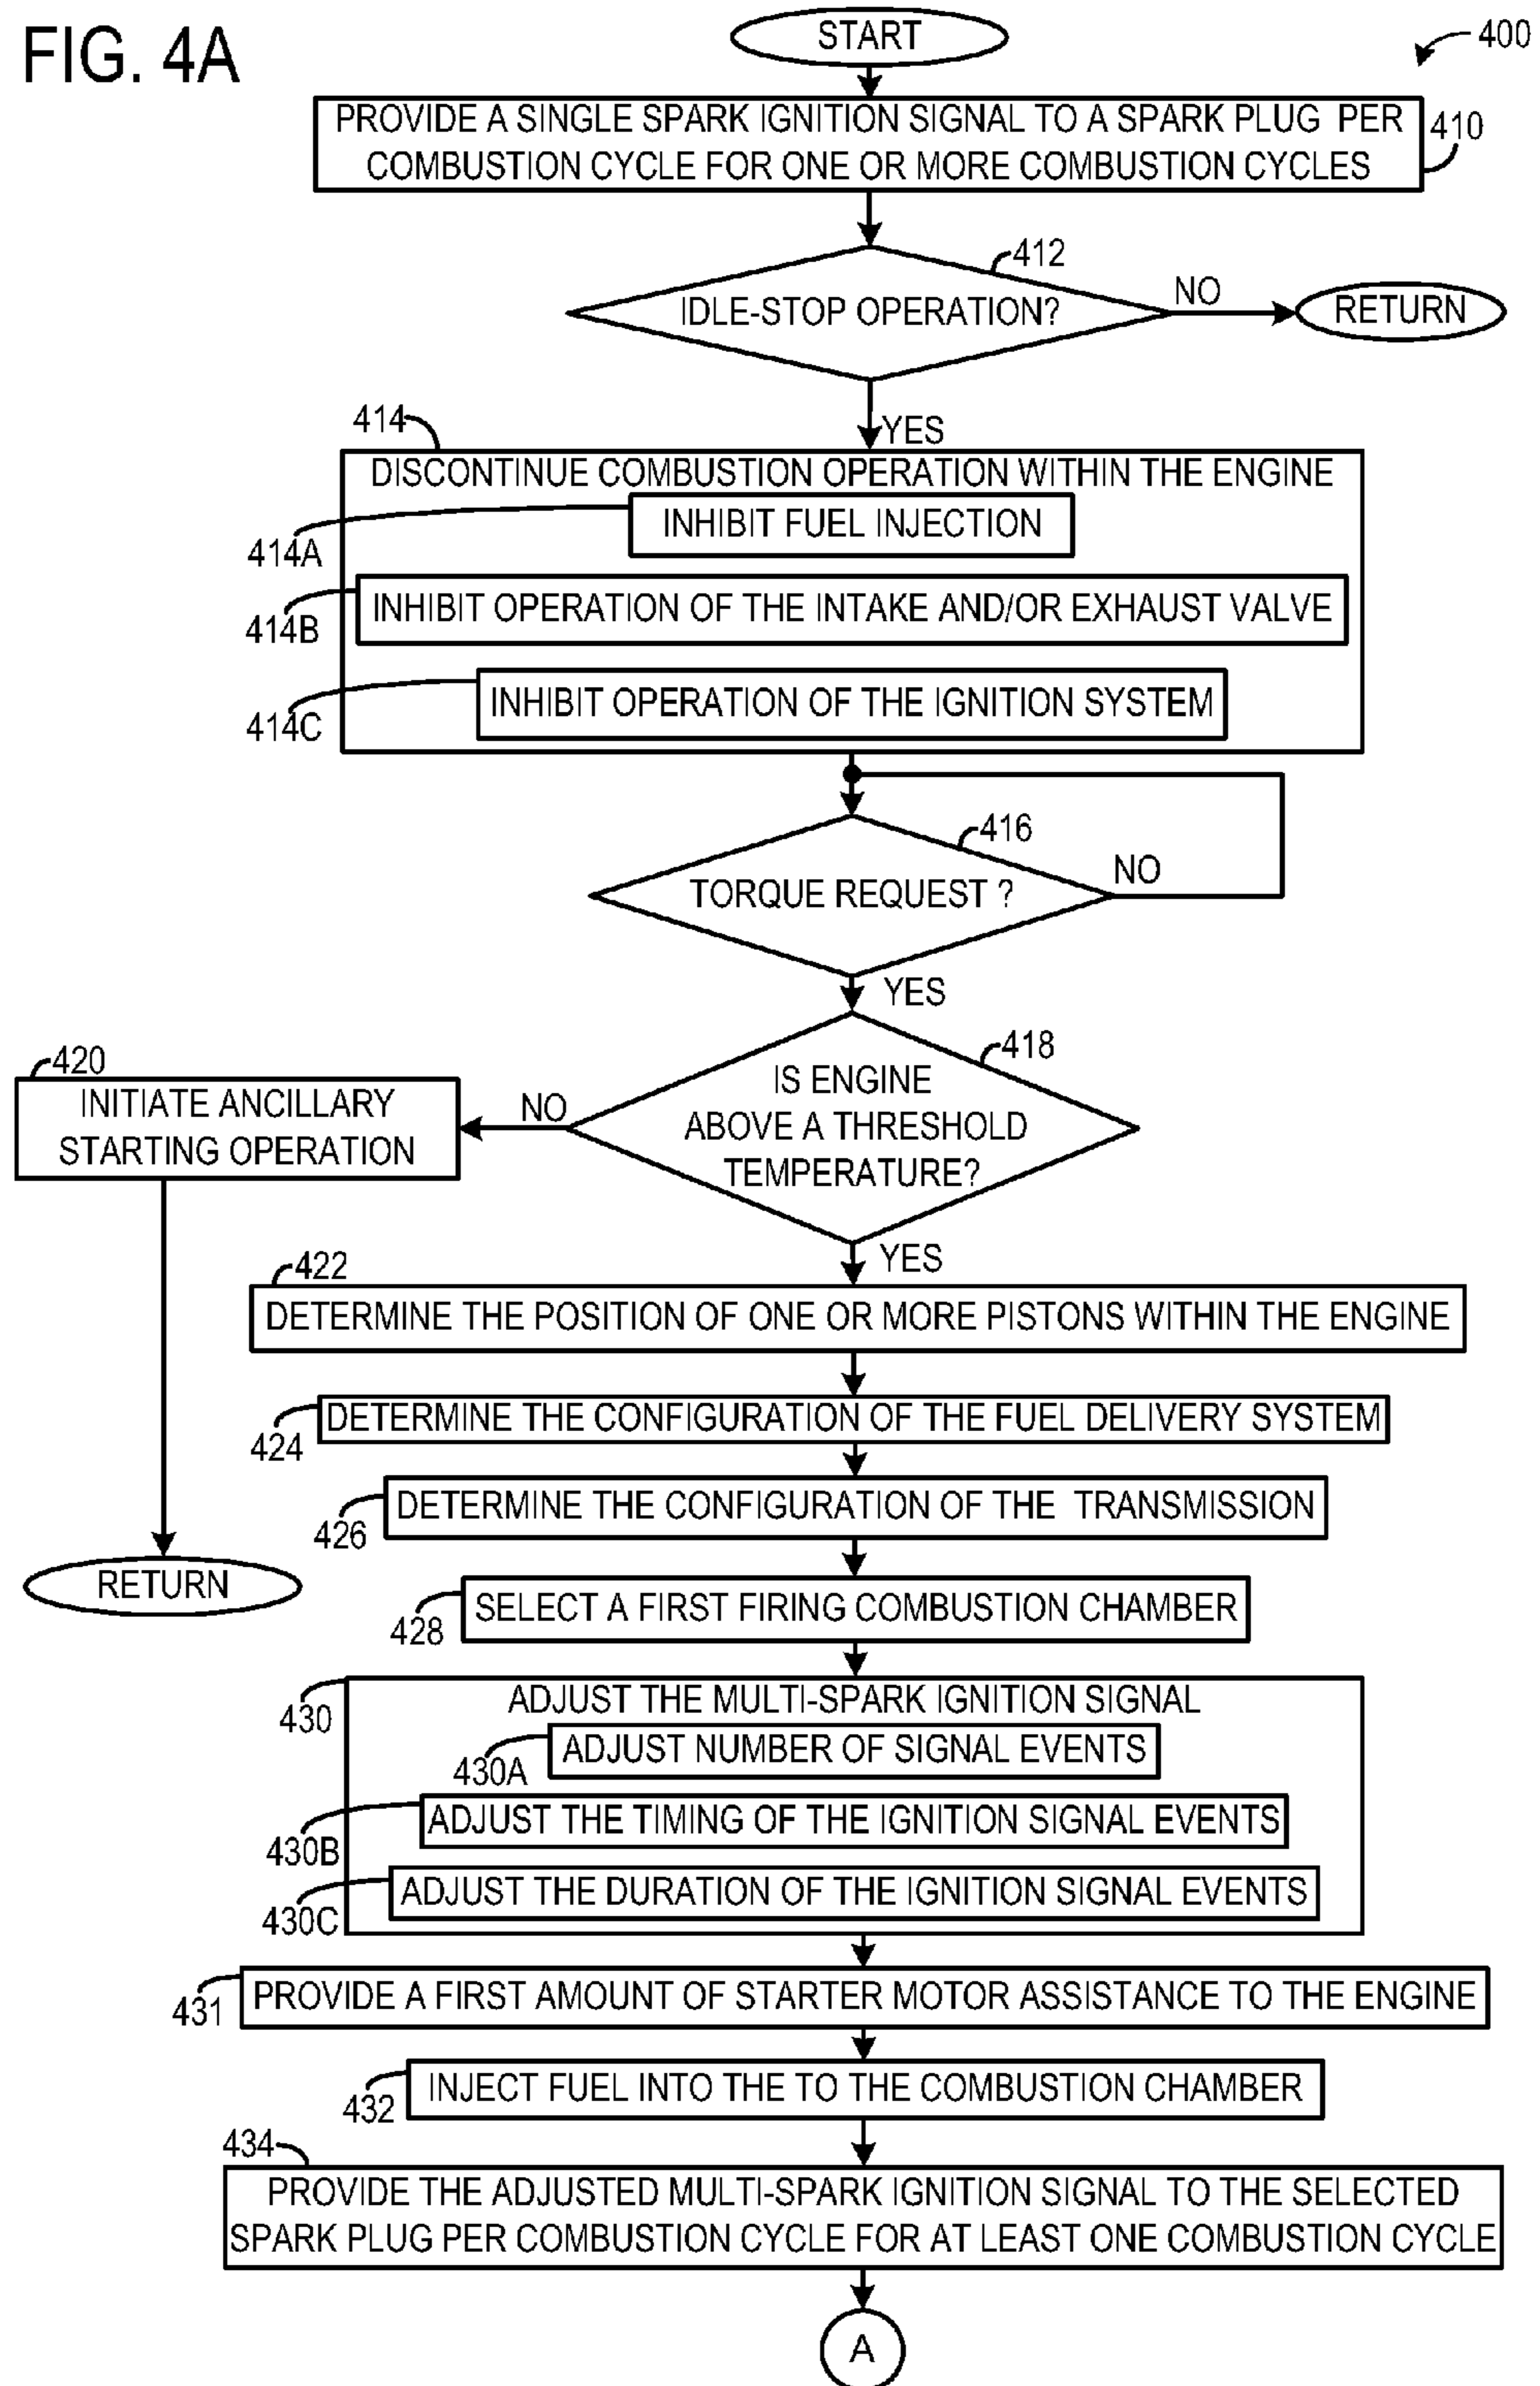 FIG. 4A
START
400
PROVIDE A SINGLE SPARK IGNITION SIGNAL TO A SPARK PLUG PER
COMBUSTION CYCLE FOR ONE OR MORE COMBUSTION CYCLES
410
412
IDLE-STOP OPERATION?
NO
RETURN
YES
414
DISCONTINUE COMBUSTION OPERATION WITHIN THE ENGINE
INHIBIT FUEL INJECTION
414A
INHIBIT OPERATION OF THE INTAKE AND/OR EXHAUST VALVE
414B
INHIBIT OPERATION OF THE IGNITION SYSTEM
414C
416
TORQUE REQUEST ?
NO
YES
418
IS ENGINE
ABOVE A THRESHOLD
TEMPERATURE?
NO
420
INITIATE ANCILLARY
STARTING OPERATION
RETURN
YES
422
DETERMINE THE POSITION OF ONE OR MORE PISTONS WITHIN THE ENGINE
DETERMINE THE CONFIGURATION OF THE FUEL DELIVERY SYSTEM
424
DETERMINE THE CONFIGURATION OF THE TRANSMISSION
426
SELECT A FIRST FIRING COMBUSTION CHAMBER
428
ADJUST THE MULTI-SPARK IGNITION SIGNAL
430
ADJUST NUMBER OF SIGNAL EVENTS
430A
ADJUST THE TIMING OF THE IGNITION SIGNAL EVENTS
430B
ADJUST THE DURATION OF THE IGNITION SIGNAL EVENTS
430C
PROVIDE A FIRST AMOUNT OF STARTER MOTOR ASSISTANCE TO THE ENGINE
431
INJECT FUEL INTO THE TO THE COMBUSTION CHAMBER
432
434
PROVIDE THE ADJUSTED MULTI-SPARK IGNITION SIGNAL TO THE SELECTED
SPARK PLUG PER COMBUSTION CYCLE FOR AT LEAST ONE COMBUSTION CYCLE
A